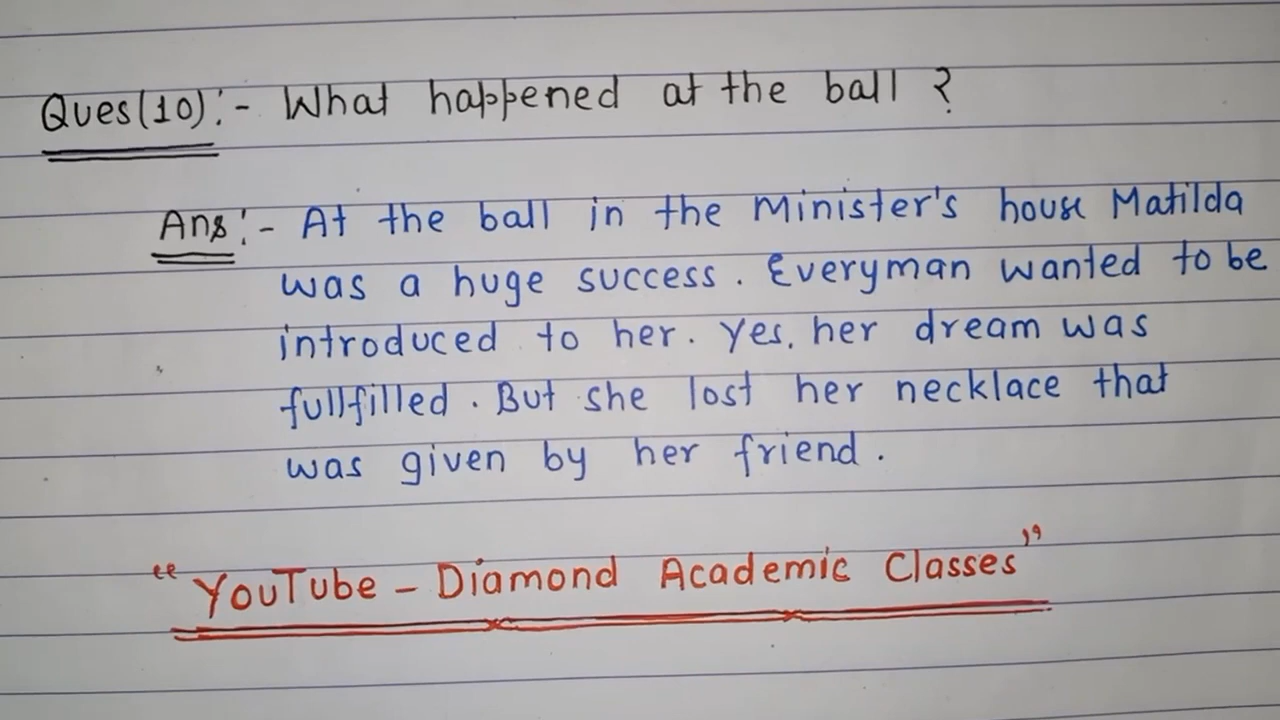 Ques(10):- What happened at the ball ?
Ans:- At the ball in the Minister's house Matilda
was a huge success. Everyman wanted to be
introduced to her. Yes, her dream was
fullfilled. But she lost her necklace that
was given by her friend.
"YouTube - Diamond Academic Classes"